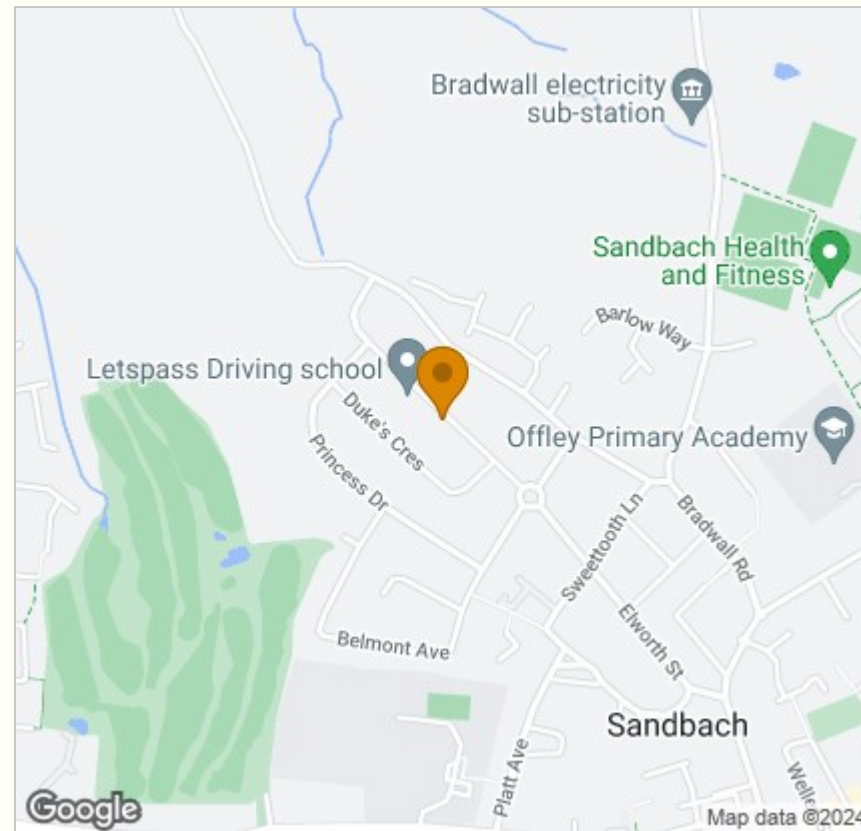 Bradwall electricity
sub-station
Sandbach Health
and Fitness
Barlow Way
Letspass Driving school
Duke's Cres
Offley Primary Academy
Princess Dr
Sweettooth Ln
Bradwall Rd
Elworth St
Belmont Ave
Sandbach
Platt Ave
Welle
Google
Map data ©2024